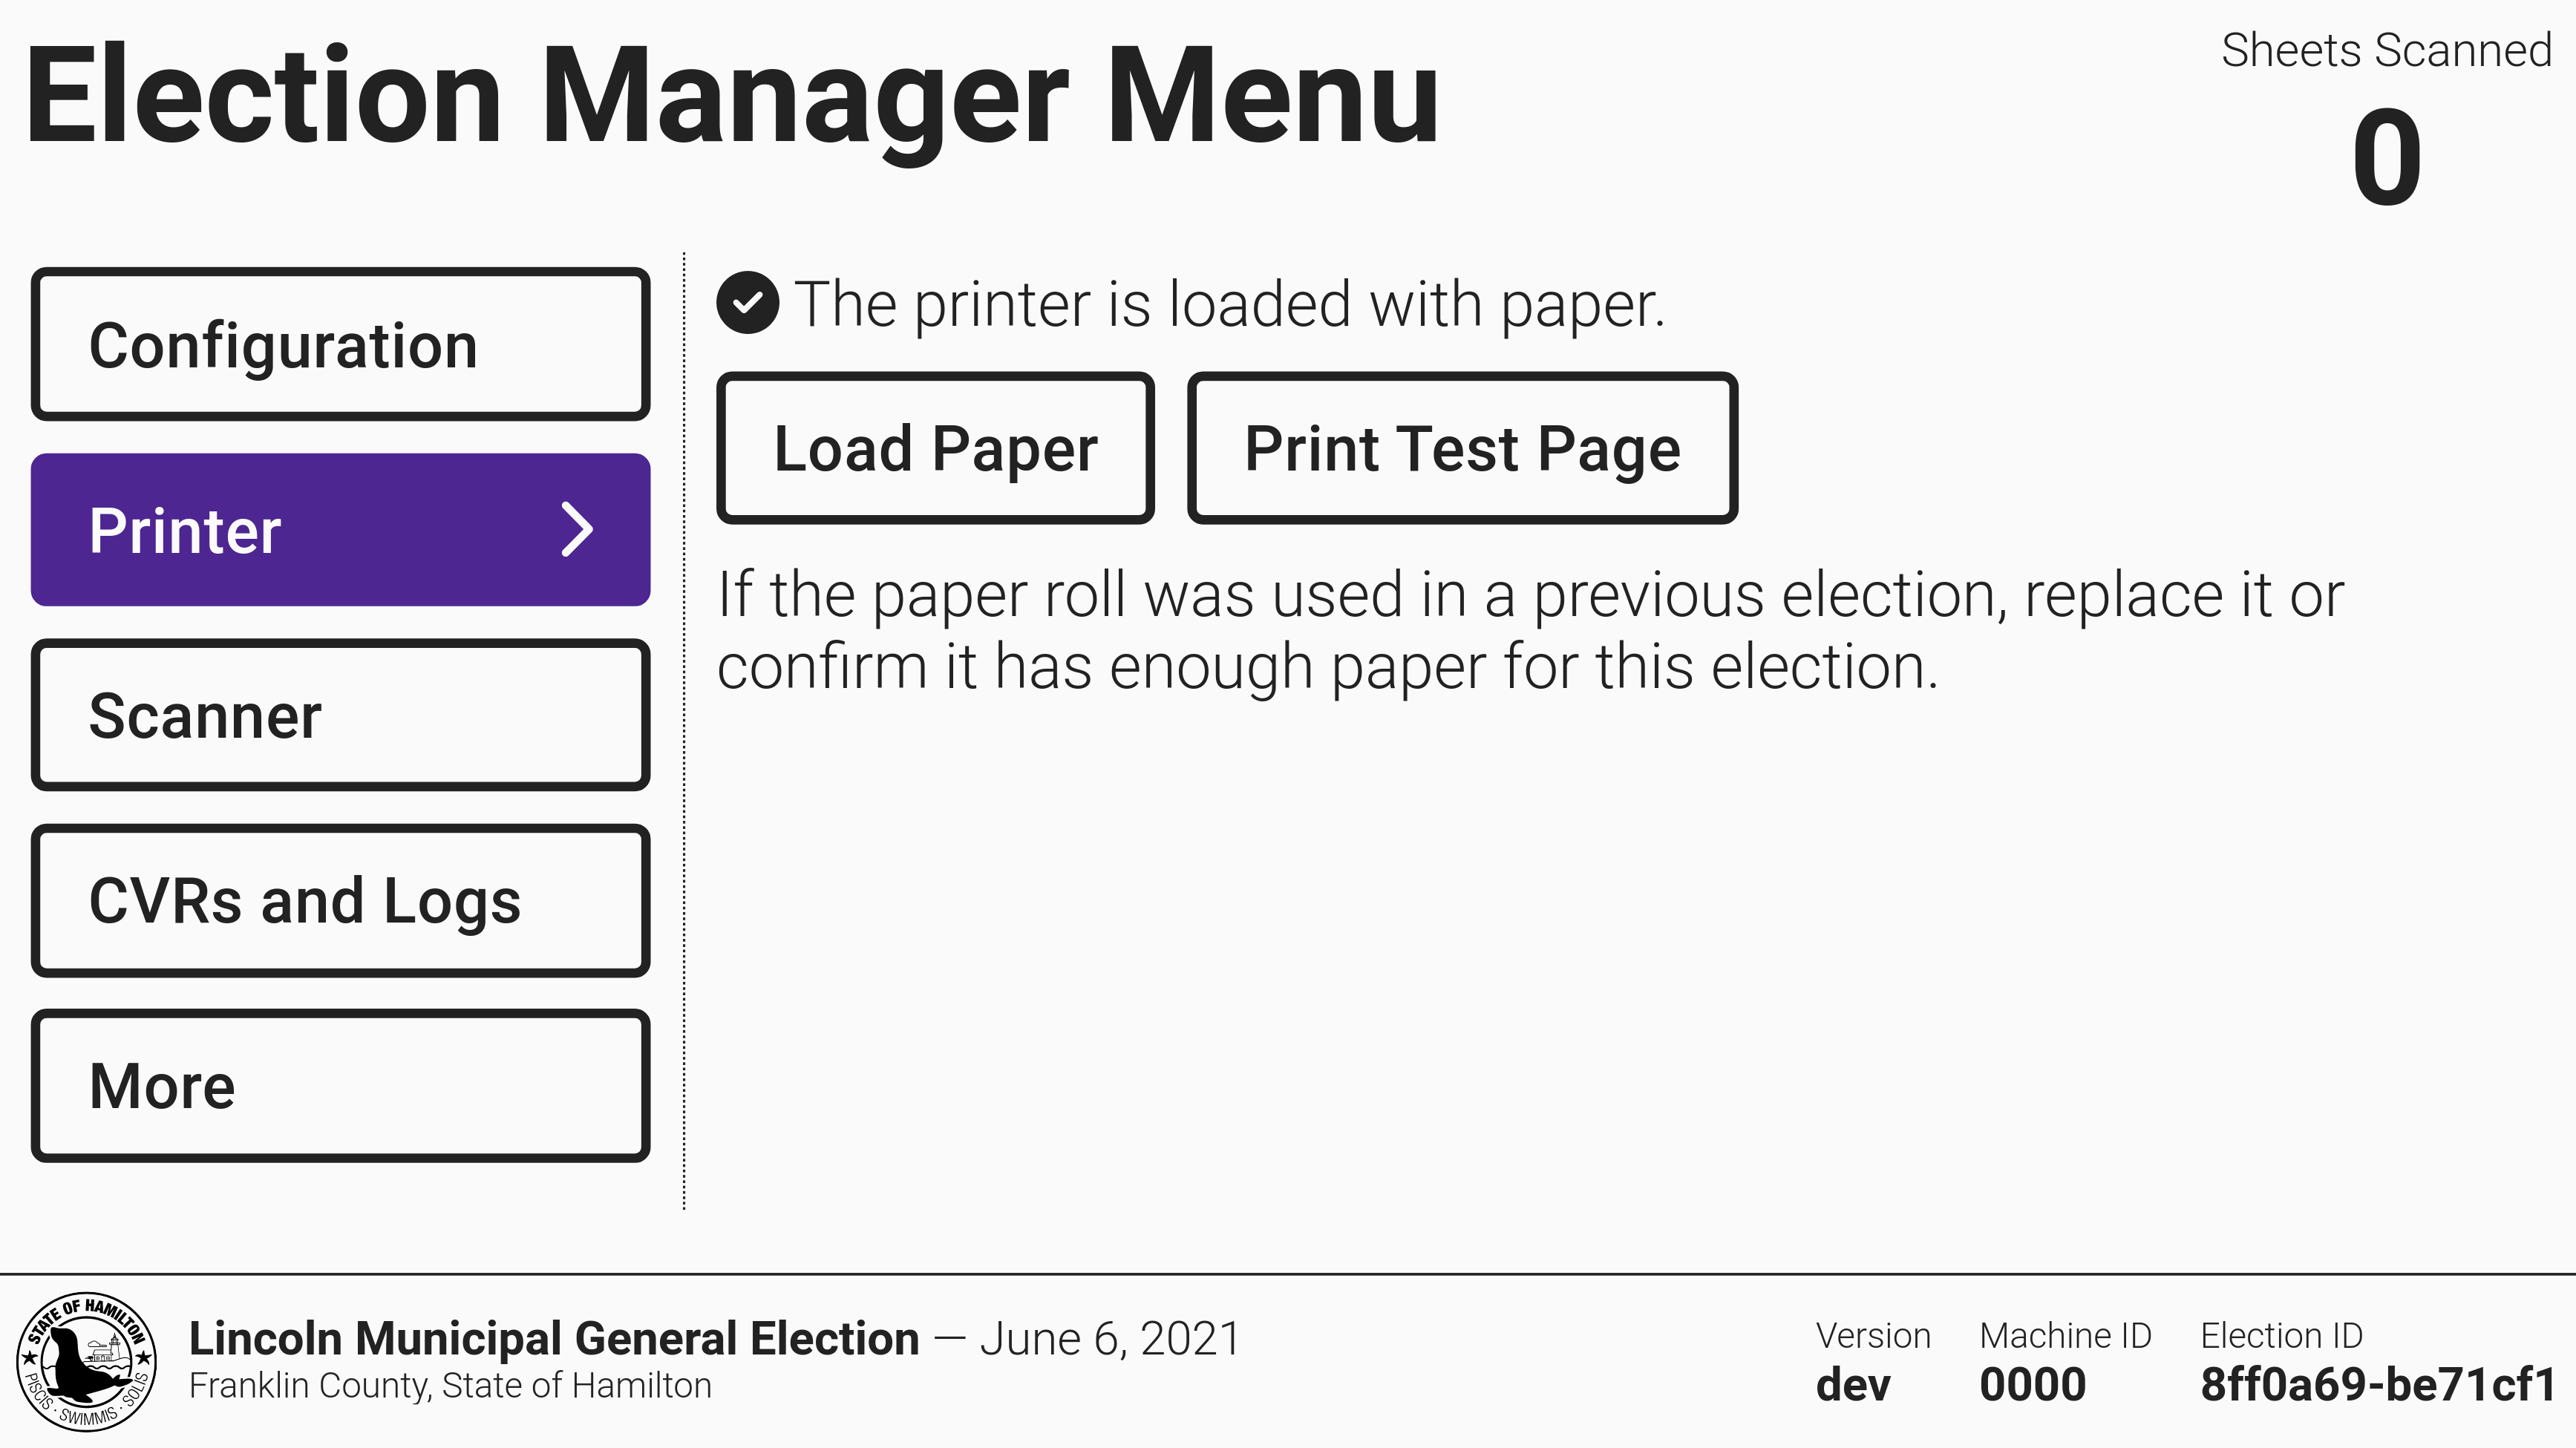 Election Manager Menu
Sheets Scanned
0
Configuration
Printer
Scanner
CVRs and Logs
More
The printer is loaded with paper.
Load Paper
Print Test Page
If the paper roll was used in a previous election, replace it or
confirm it has enough paper for this election.
STATE OF HAMILTON
PISCIS · SWIMMIS · SOLIS
Lincoln Municipal General Election — June 6, 2021
Franklin County, State of Hamilton
Version
dev
Machine ID
0000
Election ID
8ff0a69-be71cf1